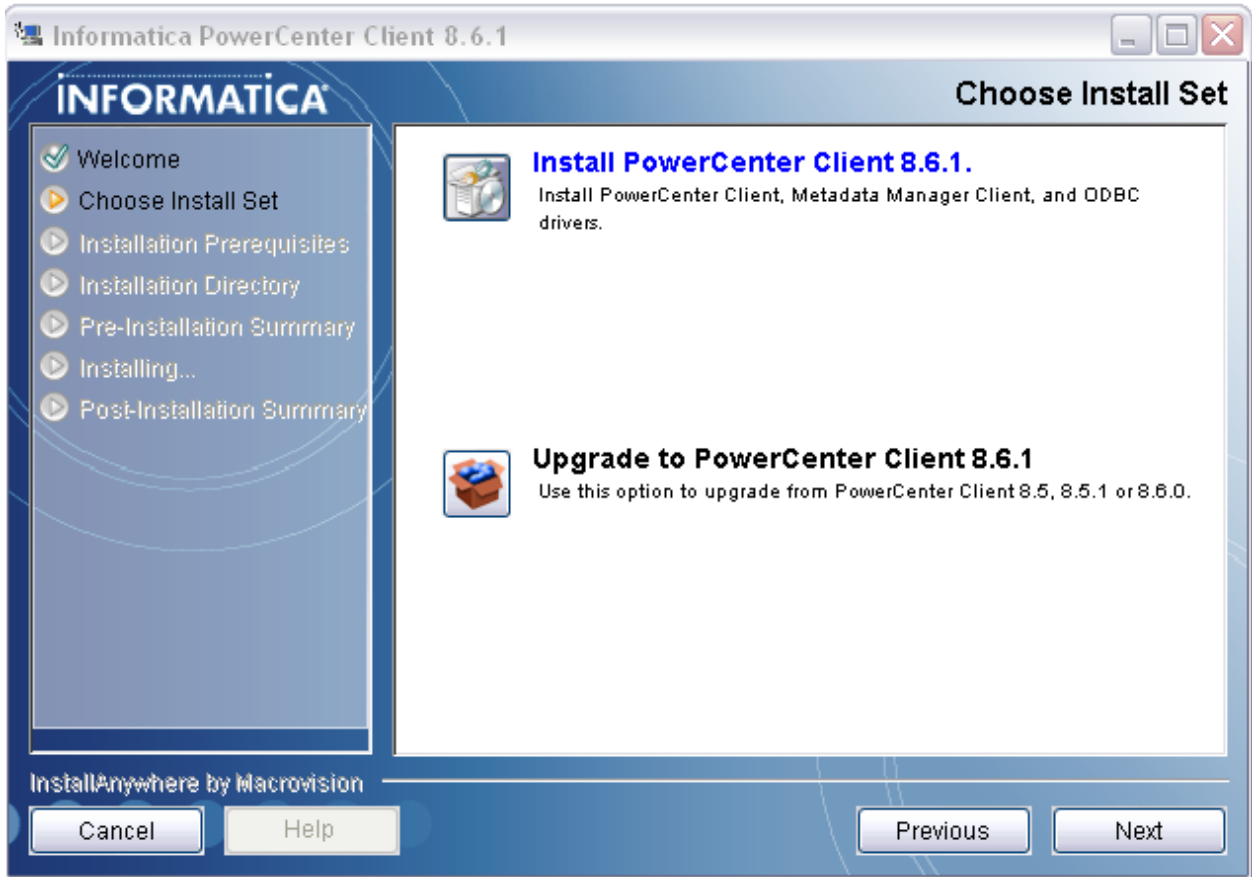 Informatica PowerCenter Client 8.6.1
INFORMATICA
Choose Install Set
Welcome
Choose Install Set
Installation Prerequisites
Installation Directory
Pre-Installation Summary
Installing...
Post-Installation Summary
Install PowerCenter Client 8.6.1.
Install PowerCenter Client, Metadata Manager Client, and ODBC
drivers.
Upgrade to PowerCenter Client 8.6.1
Use this option to upgrade from PowerCenter Client 8.5, 8.5.1 or 8.6.0.
InstallAnywhere by Macrovision
Cancel
Help
Previous
Next